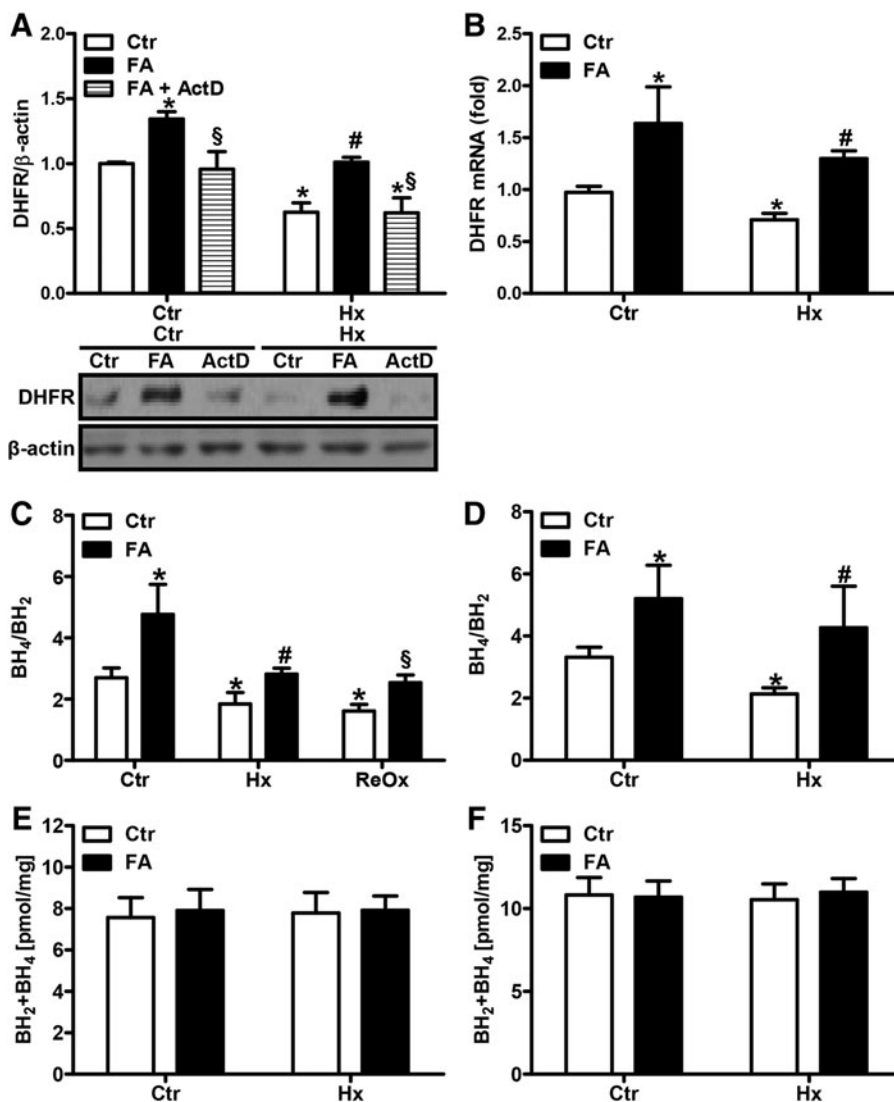 A
Ctr
FA
FA + ActD
DHFR/β-actin
2.0
1.5
1.0
0.5
0.0
*
§
*
#
*§
Ctr
Hx
Ctr
Hx
Ctr FA ActD Ctr FA ActD
DHFR
β-actin
B
Ctr
FA
DHFR mRNA (fold)
2.5
2.0
1.5
1.0
0.5
0.0
*
*
#
Ctr
Hx
C
Ctr
FA
BH₄/BH₂
8
6
4
2
0
*
*
#
*
§
Ctr
Hx
ReOx
D
Ctr
FA
BH₄/BH₂
8
6
4
2
0
*
*
#
Ctr
Hx
E
Ctr
FA
BH₂+BH₄ [pmol/mg]
12
10
8
6
4
2
0
Ctr
Hx
F
Ctr
FA
BH₂+BH₄ [pmol/mg]
15
10
5
0
Ctr
Hx